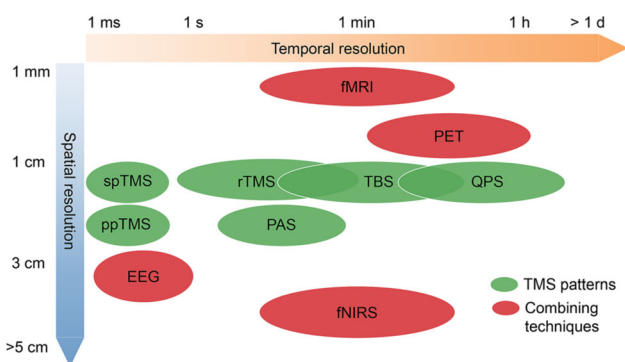 1 ms 1 s 1 min 1 h > 1 d
Temporal resolution
1 mm
fMRI
PET
1 cm
spTMS rTMS TBS QPS
Spatial resolution
ppTMS PAS
3 cm
EEG
TMS patterns
fNIRS
Combining
techniques
>5 cm